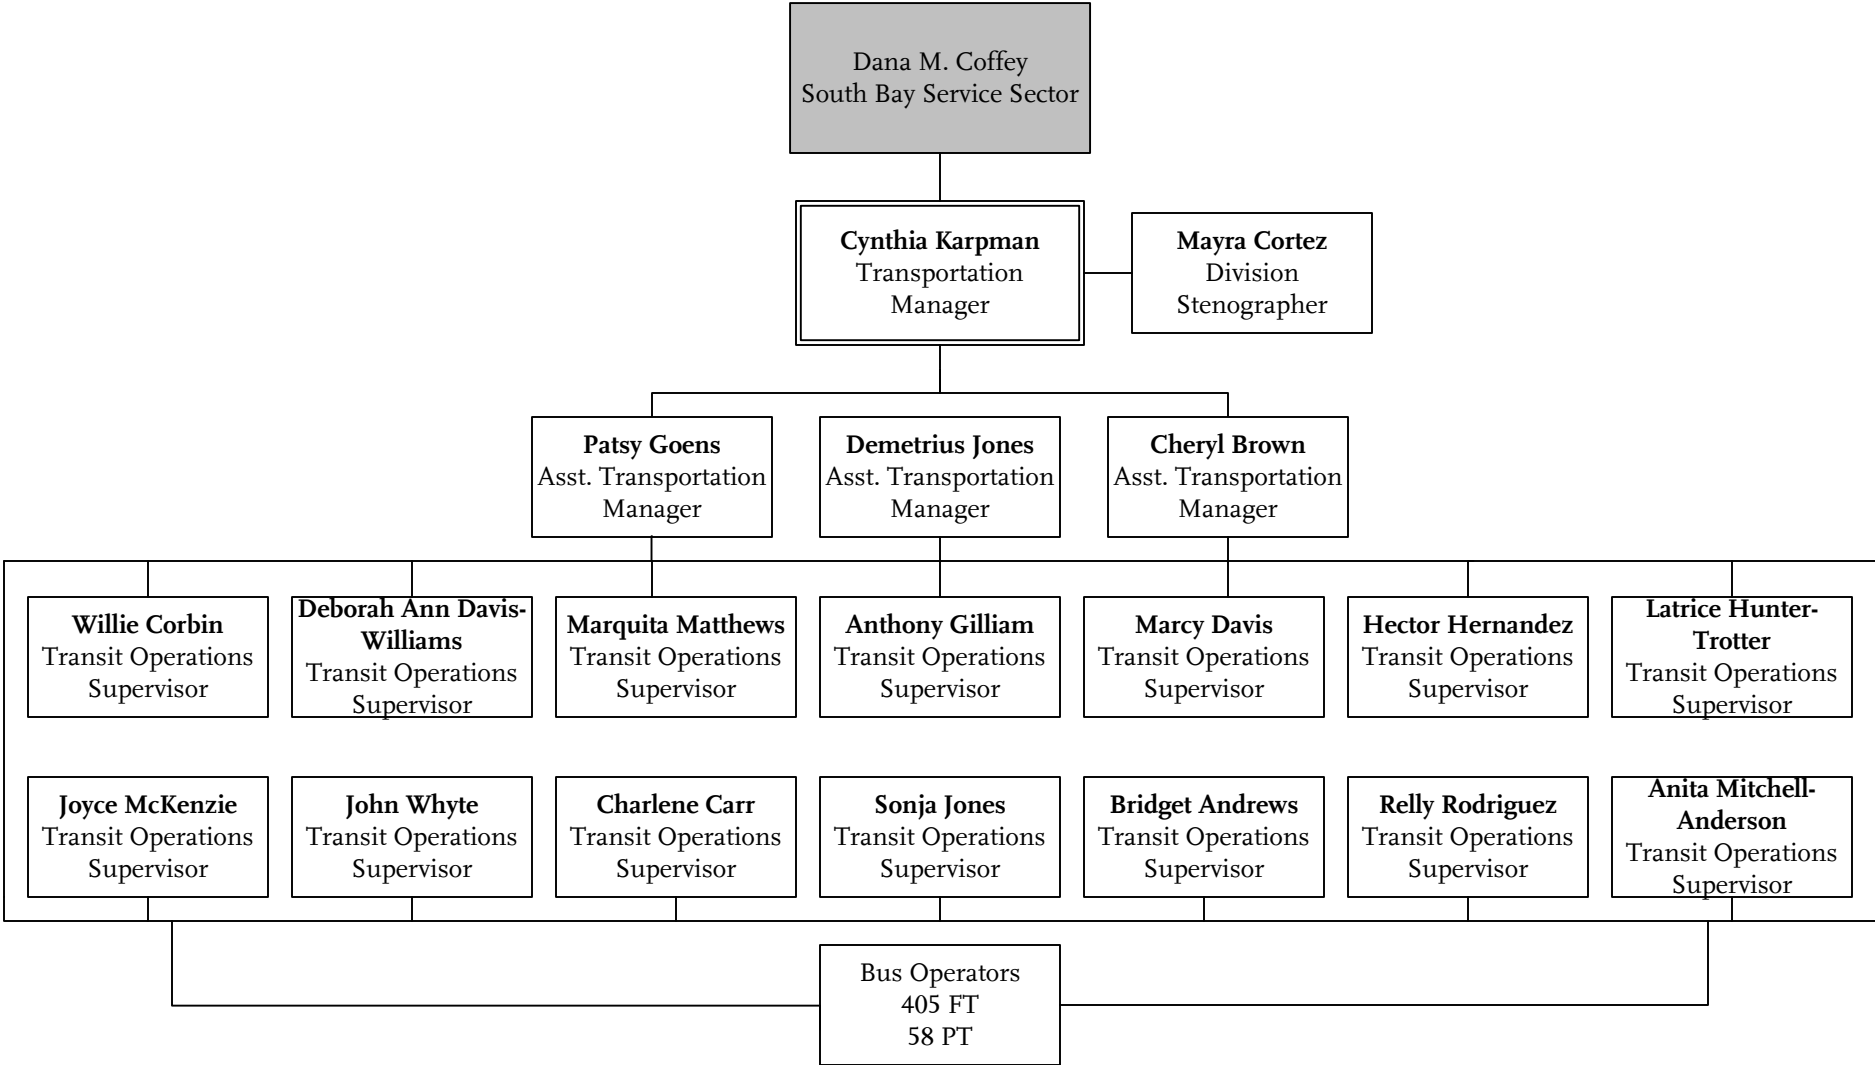 Dana M. Coffey
South Bay Service Sector
Cynthia Karpman
Transportation
Manager
Mayra Cortez
Division
Stenographer
Patsy Goens
Asst. Transportation
Manager
Demetrius Jones
Asst. Transportation
Manager
Cheryl Brown
Asst. Transportation
Manager
Willie Corbin
Transit Operations
Supervisor
Deborah Ann Davis-
Williams
Transit Operations
Supervisor
Marquita Matthews
Transit Operations
Supervisor
Anthony Gilliam
Transit Operations
Supervisor
Marcy Davis
Transit Operations
Supervisor
Hector Hernandez
Transit Operations
Supervisor
Latrice Hunter-
Trotter
Transit Operations
Supervisor
Joyce McKenzie
Transit Operations
Supervisor
John Whyte
Transit Operations
Supervisor
Charlene Carr
Transit Operations
Supervisor
Sonja Jones
Transit Operations
Supervisor
Bridget Andrews
Transit Operations
Supervisor
Relly Rodriguez
Transit Operations
Supervisor
Anita Mitchell-
Anderson
Transit Operations
Supervisor
Bus Operators
405 FT
58 PT